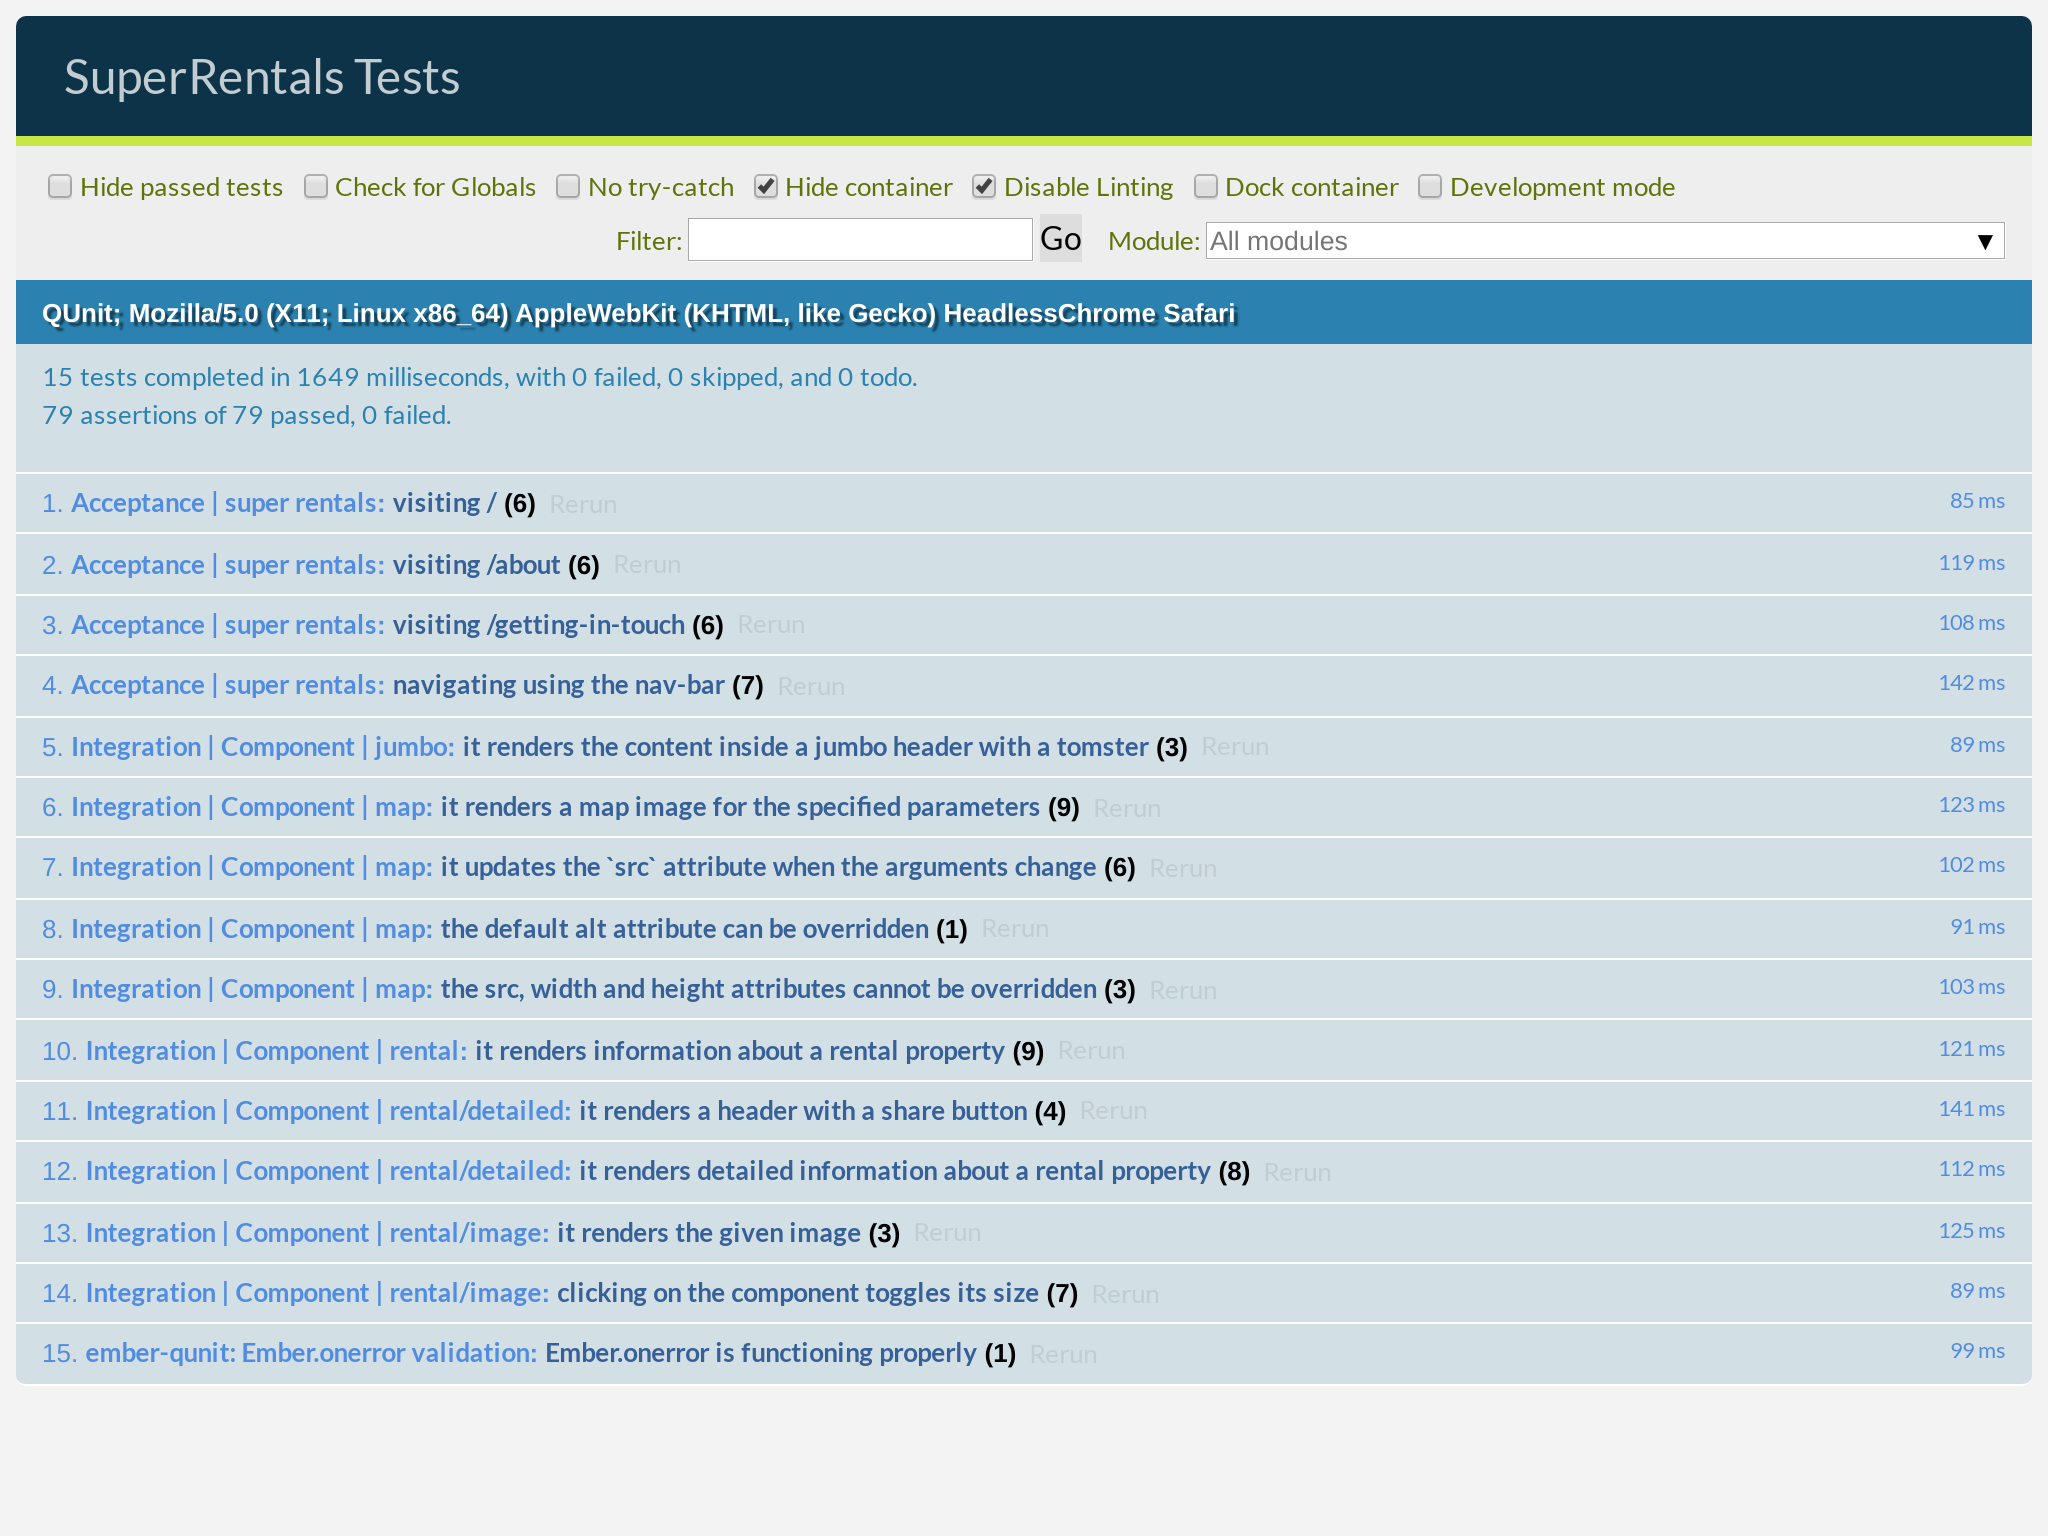 SuperRentals Tests
Hide passed tests Check for Globals No try-catch Hide container Disable Linting Dock container Development mode
Filter: Go Module: All modules ▼
QUnit; Mozilla/5.0 (X11; Linux x86_64) AppleWebKit (KHTML, like Gecko) HeadlessChrome Safari
15 tests completed in 1649 milliseconds, with 0 failed, 0 skipped, and 0 todo.
79 assertions of 79 passed, 0 failed.
1. Acceptance | super rentals: visiting / (6) Rerun 85 ms
2. Acceptance | super rentals: visiting /about (6) Rerun 119 ms
3. Acceptance | super rentals: visiting /getting-in-touch (6) Rerun 108 ms
4. Acceptance | super rentals: navigating using the nav-bar (7) Rerun 142 ms
5. Integration | Component | jumbo: it renders the content inside a jumbo header with a tomster (3) Rerun 89 ms
6. Integration | Component | map: it renders a map image for the specified parameters (9) Rerun 123 ms
7. Integration | Component | map: it updates the `src` attribute when the arguments change (6) Rerun 102 ms
8. Integration | Component | map: the default alt attribute can be overridden (1) Rerun 91 ms
9. Integration | Component | map: the src, width and height attributes cannot be overridden (3) Rerun 103 ms
10. Integration | Component | rental: it renders information about a rental property (9) Rerun 121 ms
11. Integration | Component | rental/detailed: it renders a header with a share button (4) Rerun 141 ms
12. Integration | Component | rental/detailed: it renders detailed information about a rental property (8) Rerun 112 ms
13. Integration | Component | rental/image: it renders the given image (3) Rerun 125 ms
14. Integration | Component | rental/image: clicking on the component toggles its size (7) Rerun 89 ms
15. ember-qunit: Ember.onerror validation: Ember.onerror is functioning properly (1) Rerun 99 ms